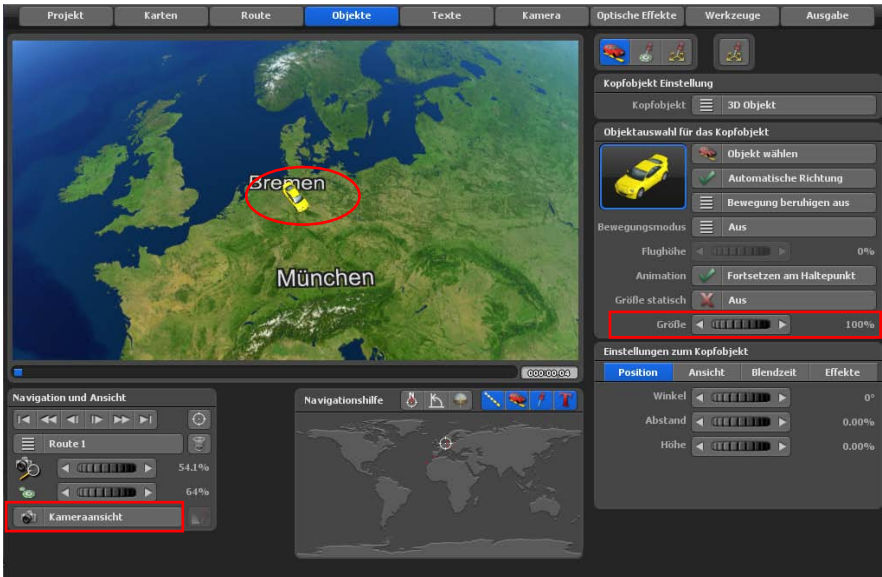 Projekt Karten Route Objekte Texte Kamera Optische Effekte Werkzeuge Ausgabe
Bremen
München
000:00:04
Navigation und Ansicht
Route 1
54.1%
64%
Kameraansicht
Navigationshilfe
Kopfobjekt Einstellung
Kopfobjekt 3D Objekt
Objektauswahl für das Kopfobjekt
Objekt wählen
Automatische Richtung
Bewegung beruhigen aus
Bewegungsmodus Aus
Flughöhe 0%
Animation Fortsetzen am Haltepunkt
Größe statisch Aus
Größe 100%
Einstellungen zum Kopfobjekt
Position Ansicht Blendzeit Effekte
Winkel 0°
Abstand 0.00%
Höhe 0.00%